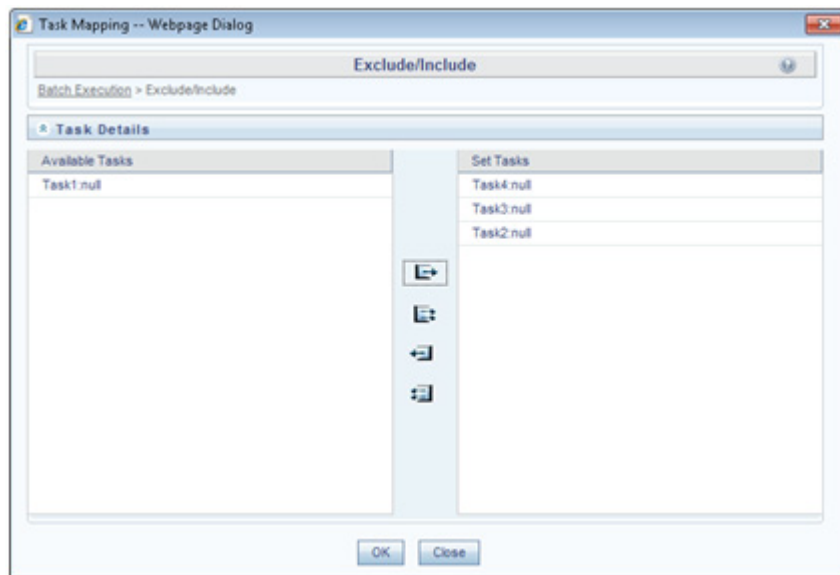 Task Mapping -- Webpage Dialog
Exclude/Include
Batch Execution > Exclude/Include
Task Details
Available Tasks
Task1:null
Set Tasks
Task4:null
Task3:null
Task2:null
OK
Close